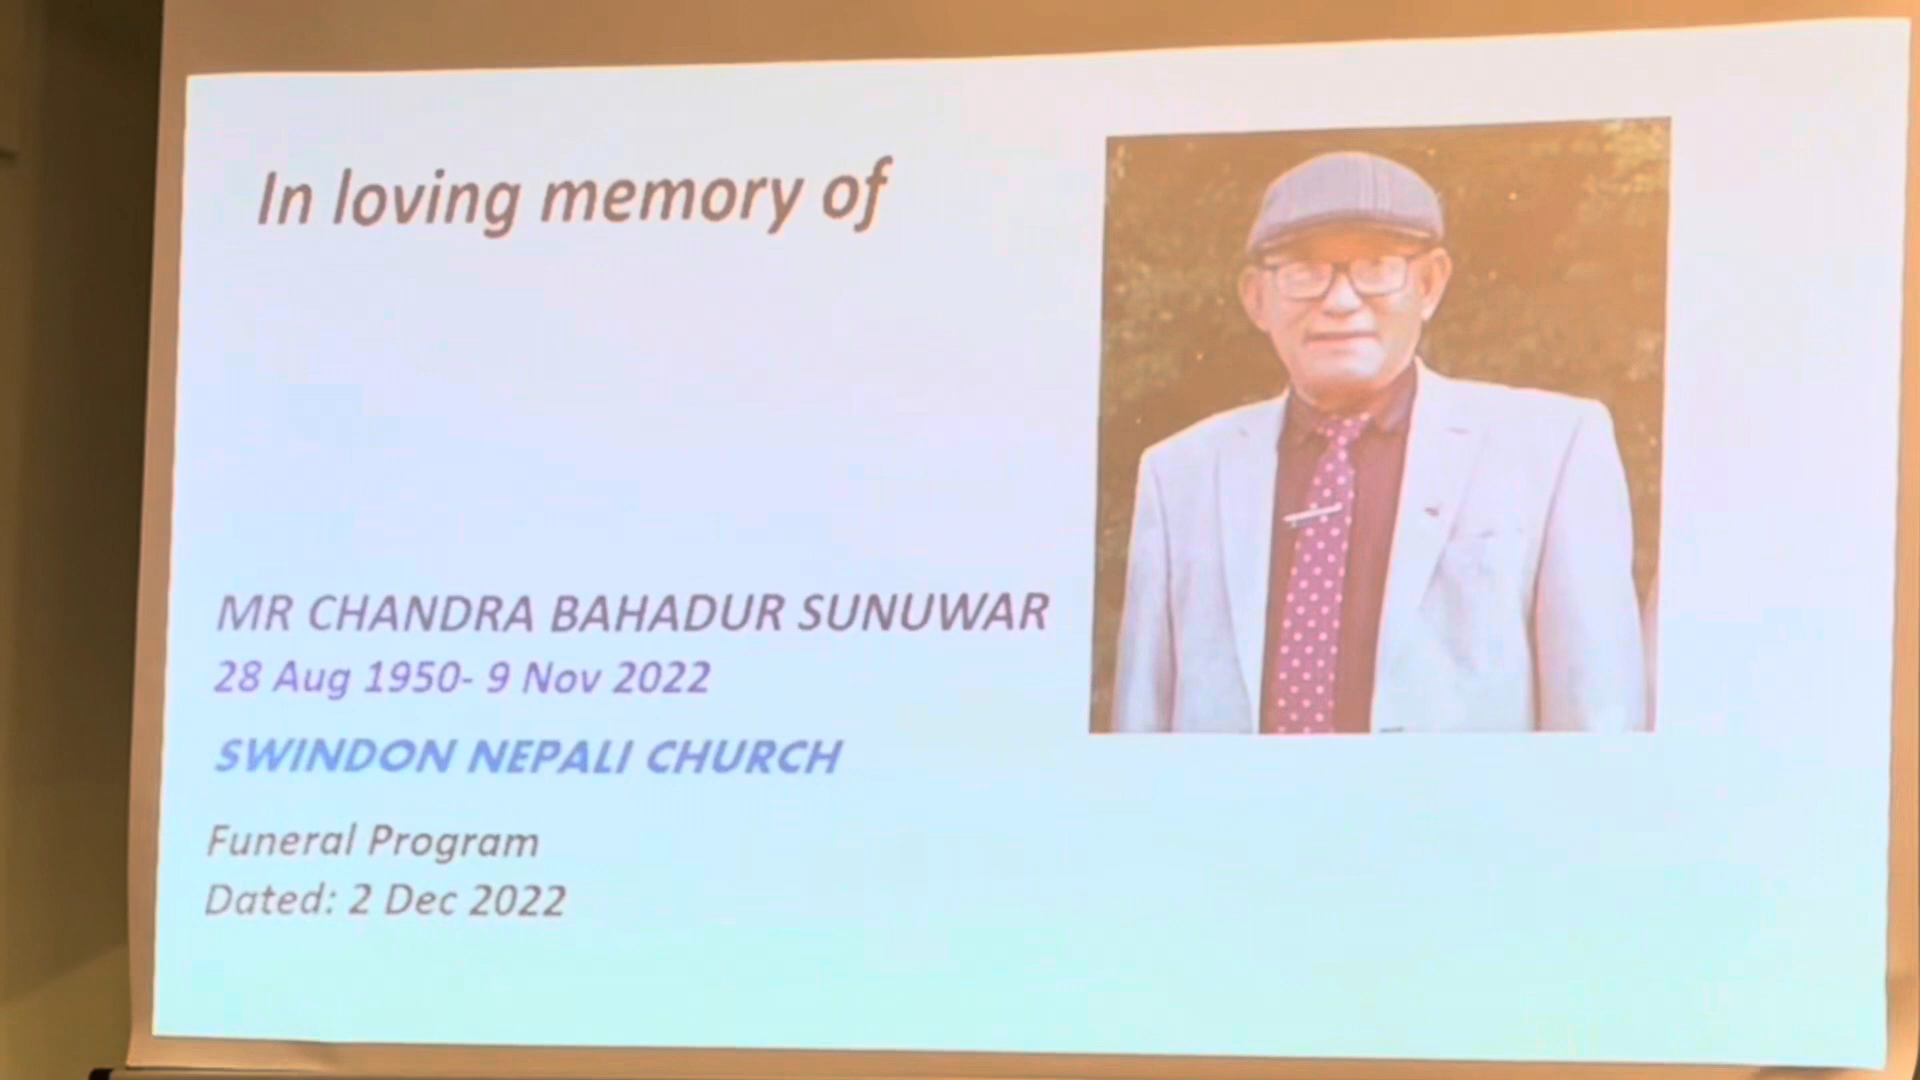 In loving memory of
MR CHANDRA BAHADUR SUNUWAR
28 Aug 1950- 9 Nov 2022
SWINDON NEPALI CHURCH
Funeral Program
Dated: 2 Dec 2022